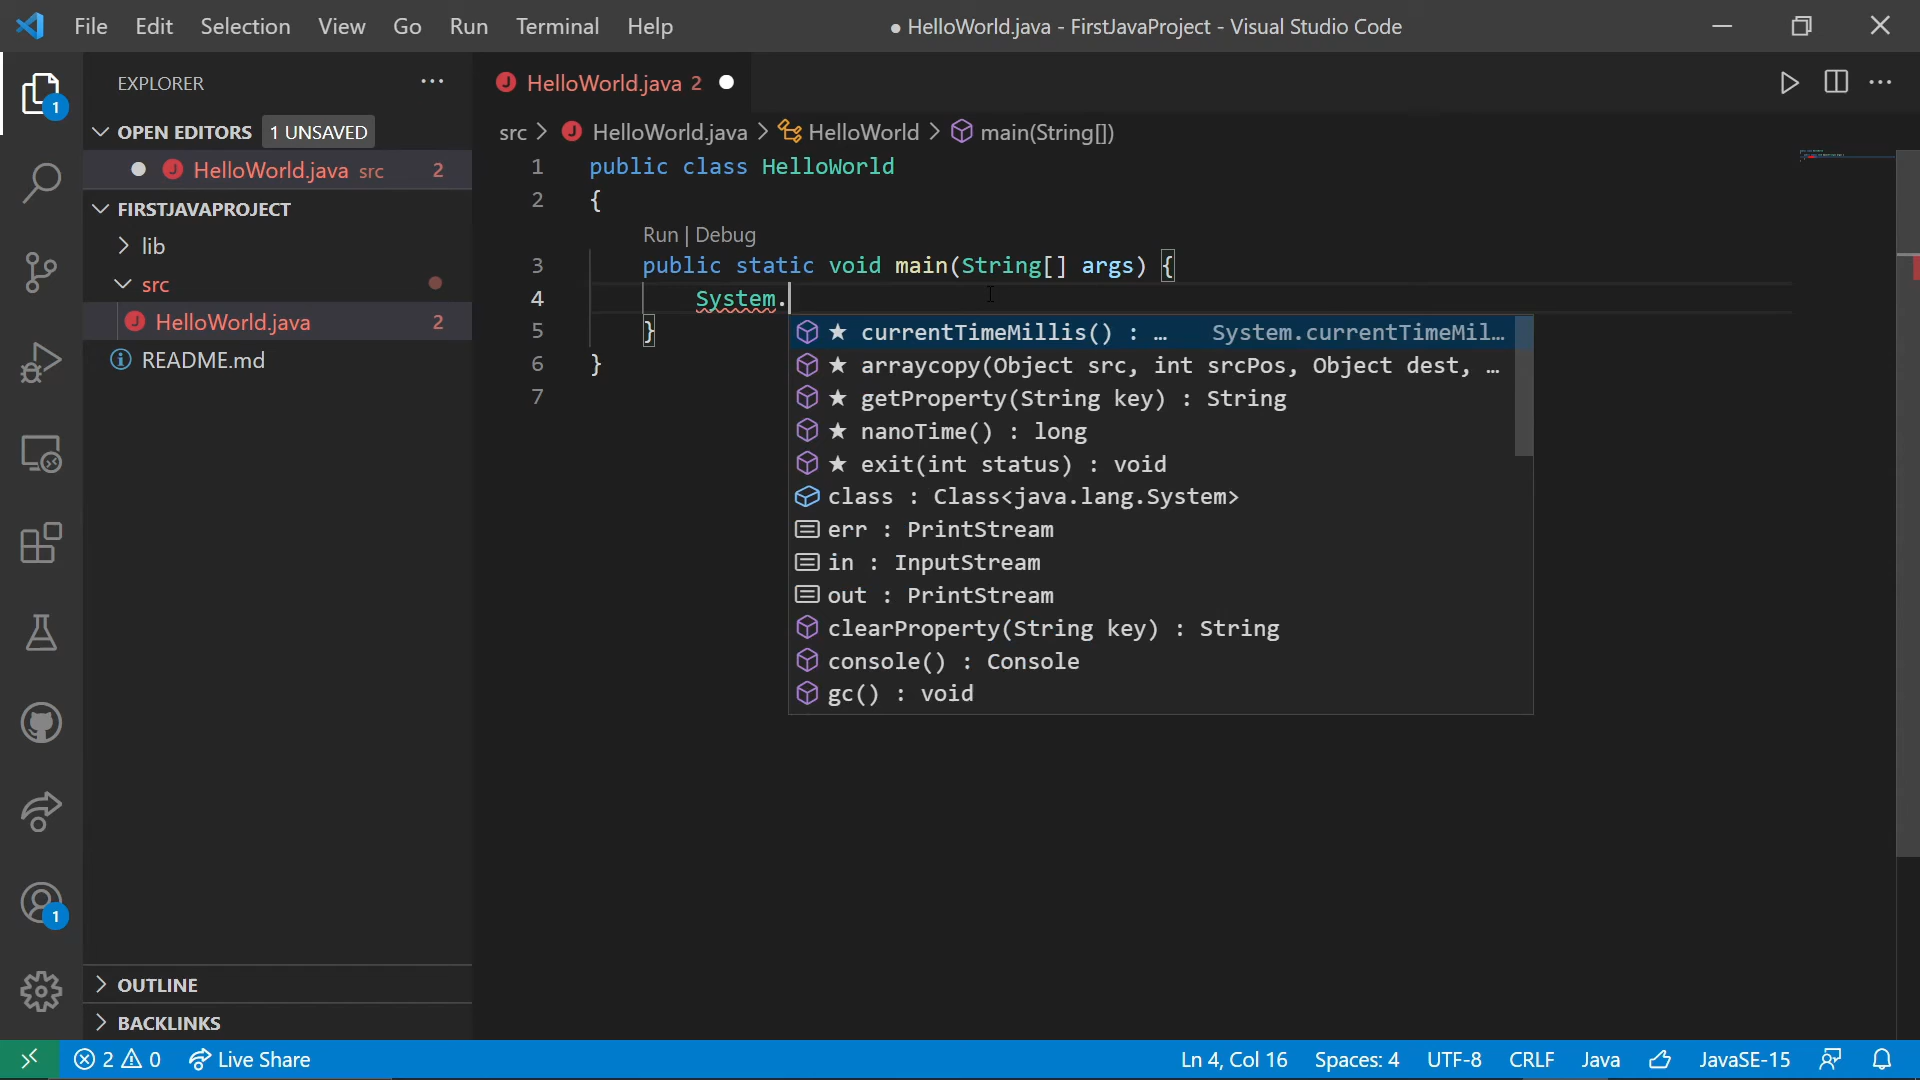 File Edit Selection View Go Run Terminal Help ● HelloWorld.java - FirstJavaProject - Visual Studio Code
EXPLORER
OPEN EDITORS 1 UNSAVED
HelloWorld.java src 2
FIRSTJAVAPROJECT
lib
src
HelloWorld.java 2
README.md
OUTLINE
BACKLINKS
1
1
HelloWorld.java 2
src > HelloWorld.java > HelloWorld > main(String[])
1 public class HelloWorld
2 {
Run | Debug
3 public static void main(String[] args) {
4 System.
5 }
6 }
7
★ currentTimeMillis() : … System.currentTimeMil…
★ arraycopy(Object src, int srcPos, Object dest, …
★ getProperty(String key) : String
★ nanoTime() : long
★ exit(int status) : void
class : Class<java.lang.System>
err : PrintStream
in : InputStream
out : PrintStream
clearProperty(String key) : String
console() : Console
gc() : void
2 0 Live Share Ln 4, Col 16 Spaces: 4 UTF-8 CRLF Java JavaSE-15